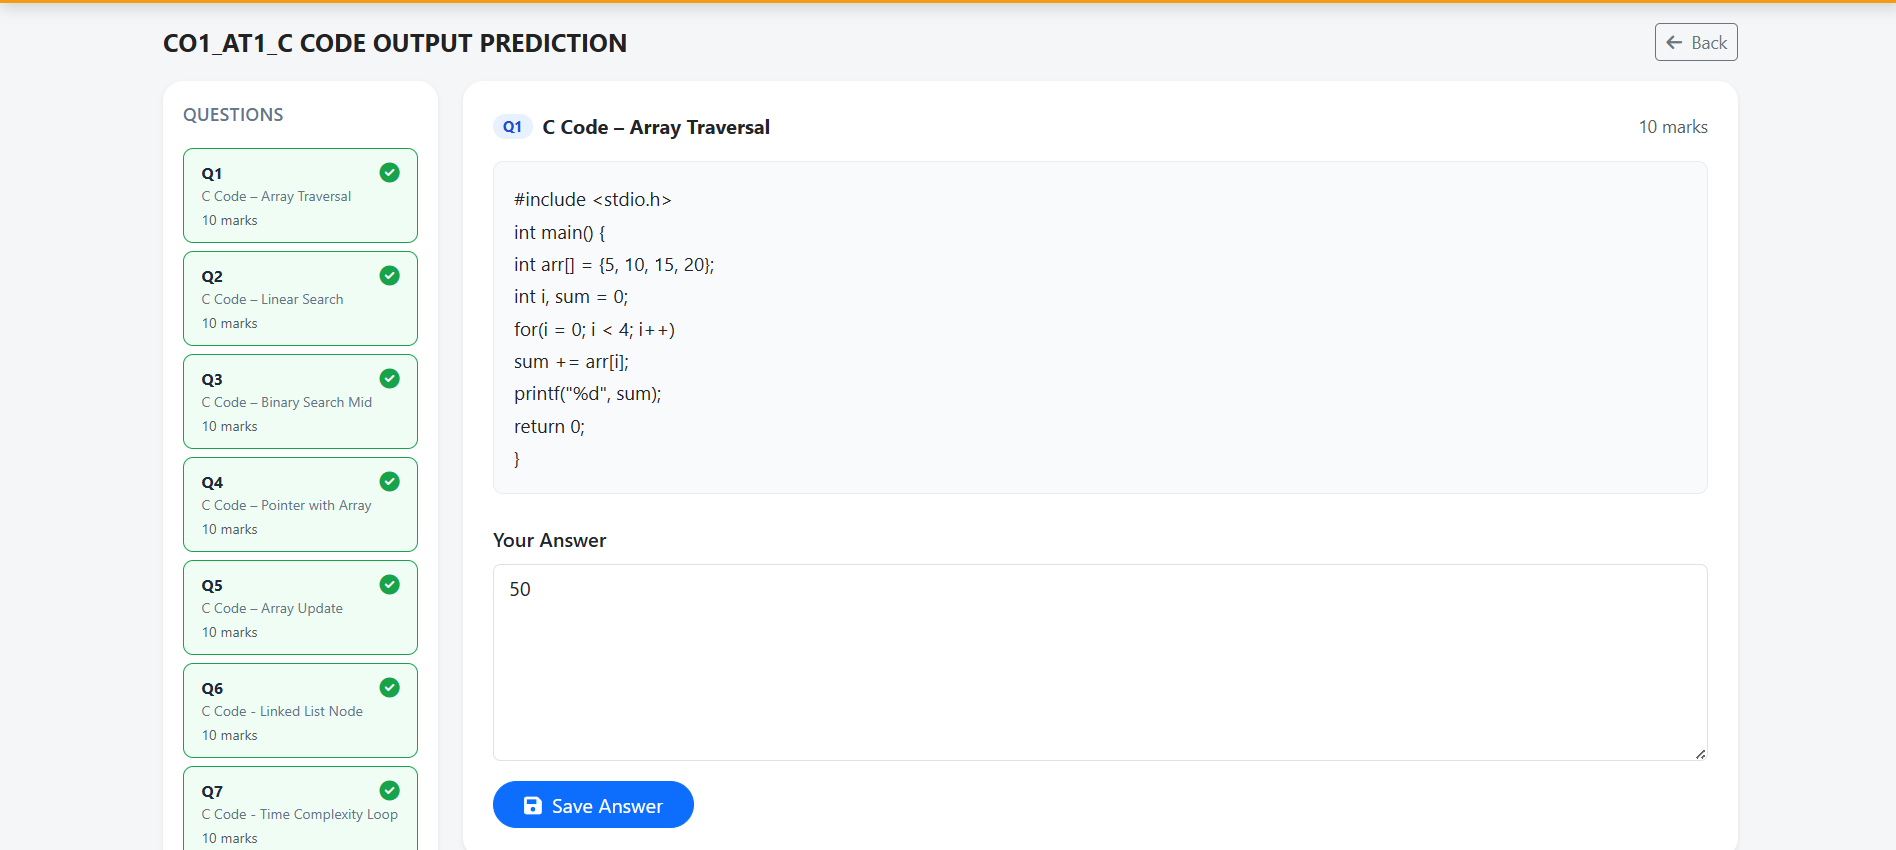 CO1_AT1_C CODE OUTPUT PREDICTION
Back
QUESTIONS
Q1
C Code – Array Traversal
10 marks
Q2
C Code – Linear Search
10 marks
Q3
C Code – Binary Search Mid
10 marks
Q4
C Code – Pointer with Array
10 marks
Q5
C Code – Array Update
10 marks
Q6
C Code - Linked List Node
10 marks
Q7
C Code - Time Complexity Loop
10 marks
Q1 C Code – Array Traversal
10 marks
#include <stdio.h>
int main() {
int arr[] = {5, 10, 15, 20};
int i, sum = 0;
for(i = 0; i < 4; i++)
sum += arr[i];
printf("%d", sum);
return 0;
}
Your Answer
50
Save Answer